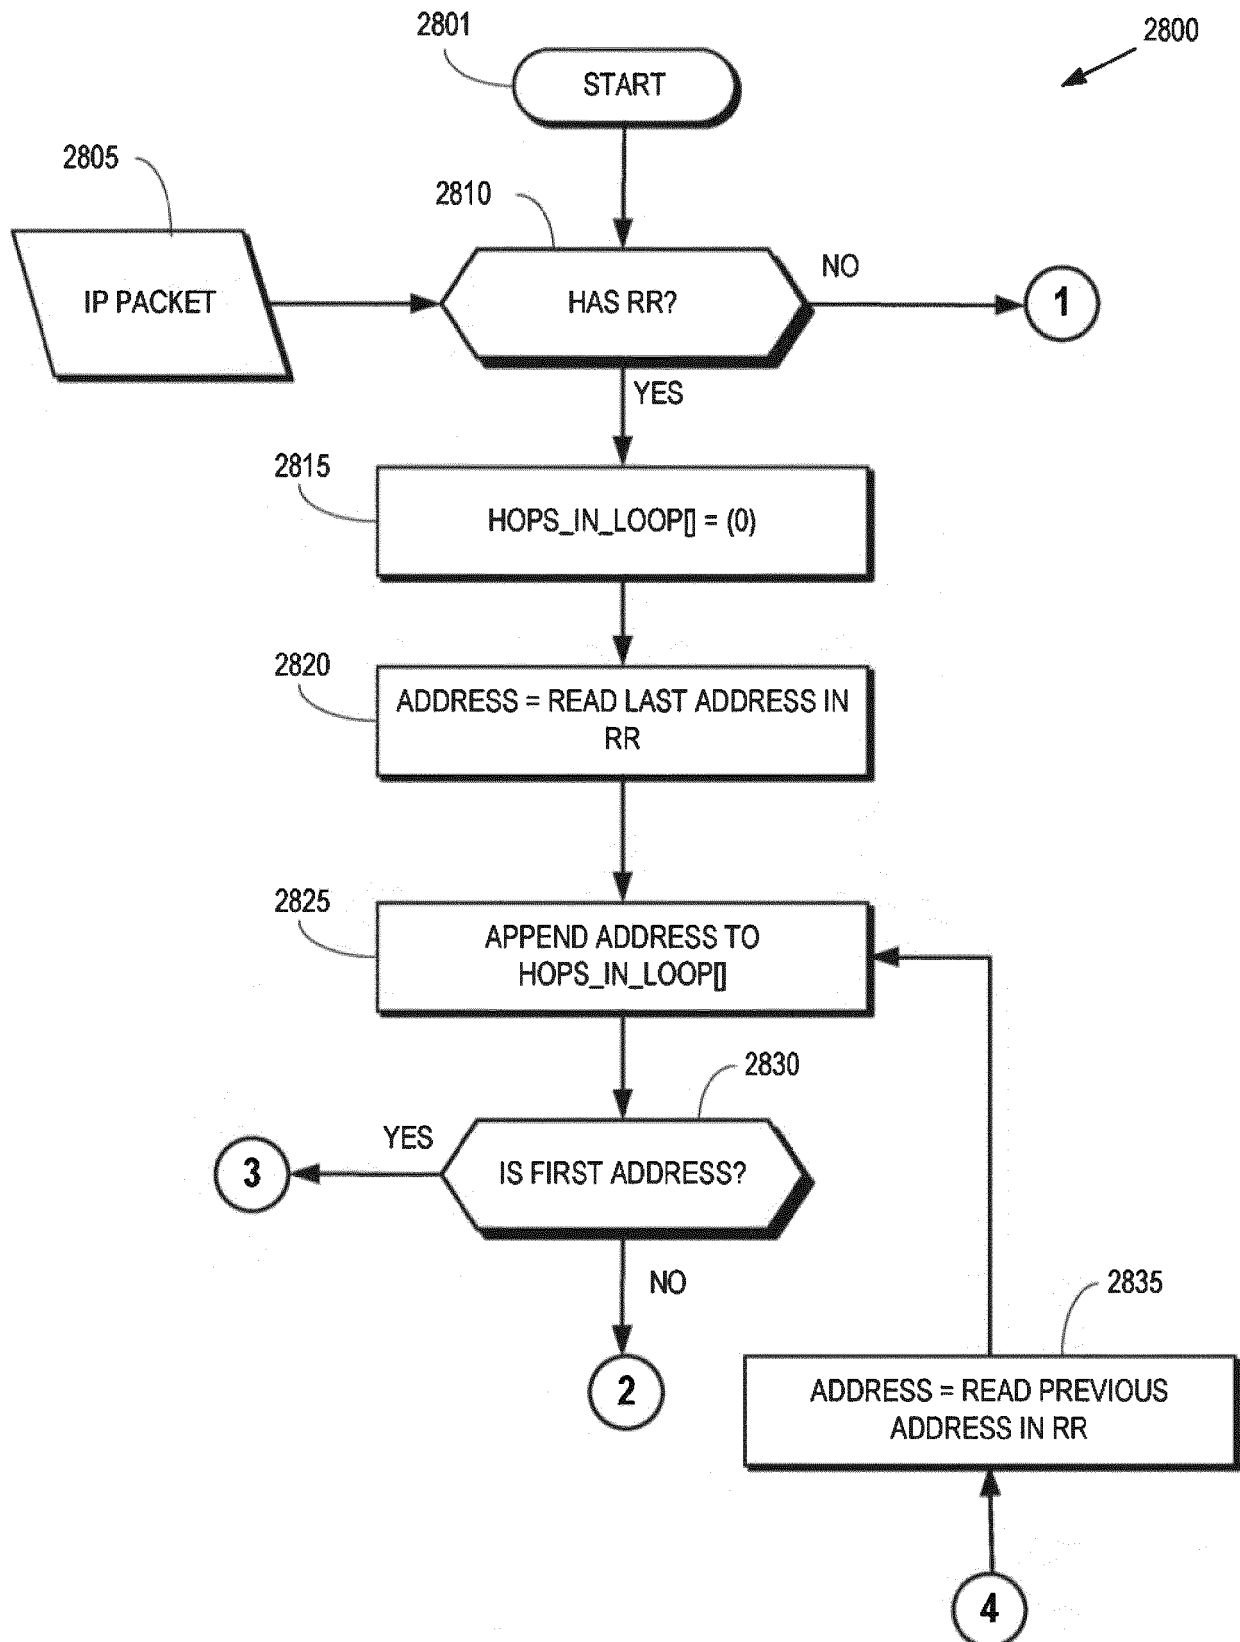 2801
2800
START
2805
2810
IP PACKET
HAS RR?
NO
1
YES
2815
HOPS_IN_LOOP[] = (0)
2820
ADDRESS = READ LAST ADDRESS IN
RR
2825
APPEND ADDRESS TO
HOPS_IN_LOOP[]
2830
YES
3
IS FIRST ADDRESS?
NO
2
2835
ADDRESS = READ PREVIOUS
ADDRESS IN RR
4